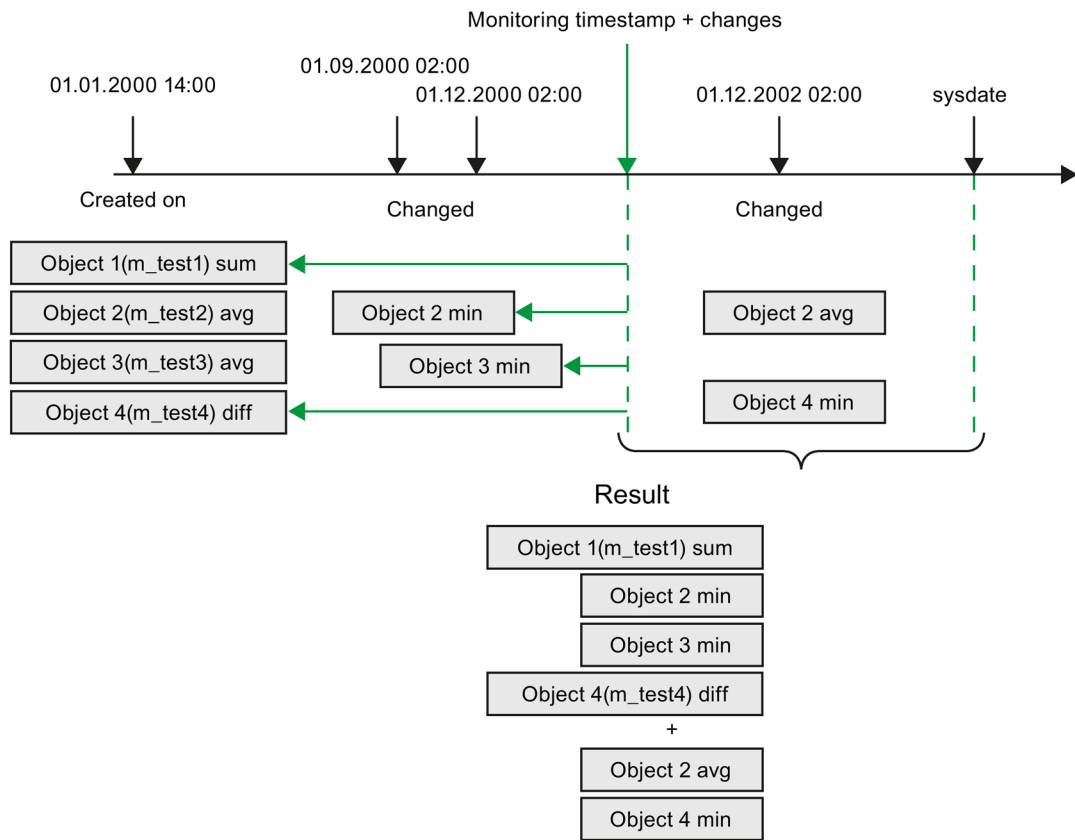 Monitoring timestamp + changes
01.09.2000 02:00
01.01.2000 14:00
01.12.2000 02:00
01.12.2002 02:00
sysdate
Created on
Changed
Changed
Object 1(m_test1) sum
Object 2(m_test2) avg
Object 2 min
Object 2 avg
Object 3(m_test3) avg
Object 3 min
Object 4(m_test4) diff
Object 4 min
Result
Object 1(m_test1) sum
Object 2 min
Object 3 min
Object 4(m_test4) diff
+
Object 2 avg
Object 4 min